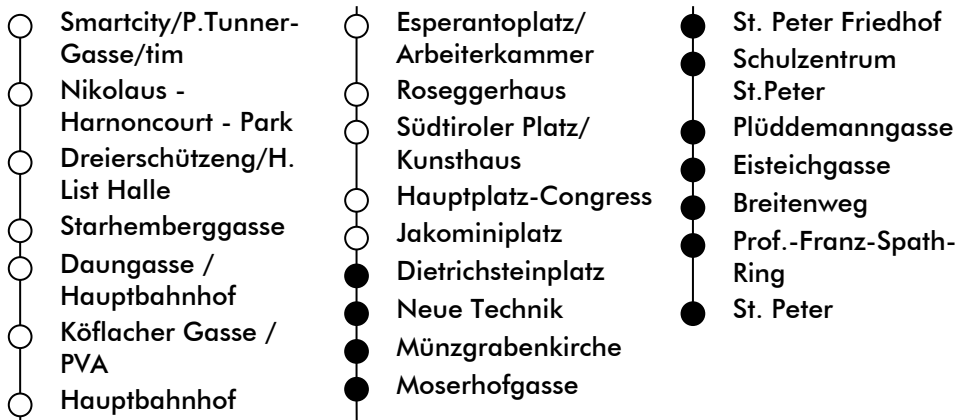 Smartcity/P.Tunner-
Gasse/tim
Nikolaus -
Harnoncourt - Park
Dreierschützeng/H.
List Halle
Starhemberggasse
Daungasse /
Hauptbahnhof
Köflacher Gasse /
PVA
Hauptbahnhof
Esperantoplatz/
Arbeiterkammer
Roseggerhaus
Südtiroler Platz/
Kunsthaus
Hauptplatz-Congress
Jakominiplatz
Dietrichsteinplatz
Neue Technik
Münzgrabenkirche
Moserhofgasse
St. Peter Friedhof
Schulzentrum
St.Peter
Plüddemanngasse
Eisteichgasse
Breitenweg
Prof.-Franz-Spath-
Ring
St. Peter